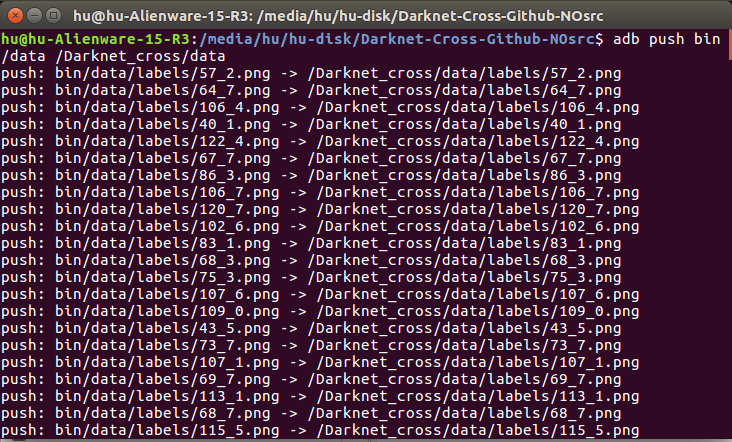 hu@hu-Alienware-15-R3: /media/hu/hu-disk/Darknet-Cross-Github-NOsrc
hu@hu-Alienware-15-R3:/media/hu/hu-disk/Darknet-Cross-Github-NOsrc$ adb push bin
/data /Darknet_cross/data
push: bin/data/labels/57_2.png -> /Darknet_cross/data/labels/57_2.png
push: bin/data/labels/64_7.png -> /Darknet_cross/data/labels/64_7.png
push: bin/data/labels/106_4.png -> /Darknet_cross/data/labels/106_4.png
push: bin/data/labels/40_1.png -> /Darknet_cross/data/labels/40_1.png
push: bin/data/labels/122_4.png -> /Darknet_cross/data/labels/122_4.png
push: bin/data/labels/67_7.png -> /Darknet_cross/data/labels/67_7.png
push: bin/data/labels/86_3.png -> /Darknet_cross/data/labels/86_3.png
push: bin/data/labels/106_7.png -> /Darknet_cross/data/labels/106_7.png
push: bin/data/labels/120_7.png -> /Darknet_cross/data/labels/120_7.png
push: bin/data/labels/102_6.png -> /Darknet_cross/data/labels/102_6.png
push: bin/data/labels/83_1.png -> /Darknet_cross/data/labels/83_1.png
push: bin/data/labels/68_3.png -> /Darknet_cross/data/labels/68_3.png
push: bin/data/labels/75_3.png -> /Darknet_cross/data/labels/75_3.png
push: bin/data/labels/107_6.png -> /Darknet_cross/data/labels/107_6.png
push: bin/data/labels/109_0.png -> /Darknet_cross/data/labels/109_0.png
push: bin/data/labels/43_5.png -> /Darknet_cross/data/labels/43_5.png
push: bin/data/labels/73_7.png -> /Darknet_cross/data/labels/73_7.png
push: bin/data/labels/107_1.png -> /Darknet_cross/data/labels/107_1.png
push: bin/data/labels/69_7.png -> /Darknet_cross/data/labels/69_7.png
push: bin/data/labels/113_1.png -> /Darknet_cross/data/labels/113_1.png
push: bin/data/labels/68_7.png -> /Darknet_cross/data/labels/68_7.png
push: bin/data/labels/115_5.png -> /Darknet_cross/data/labels/115_5.png